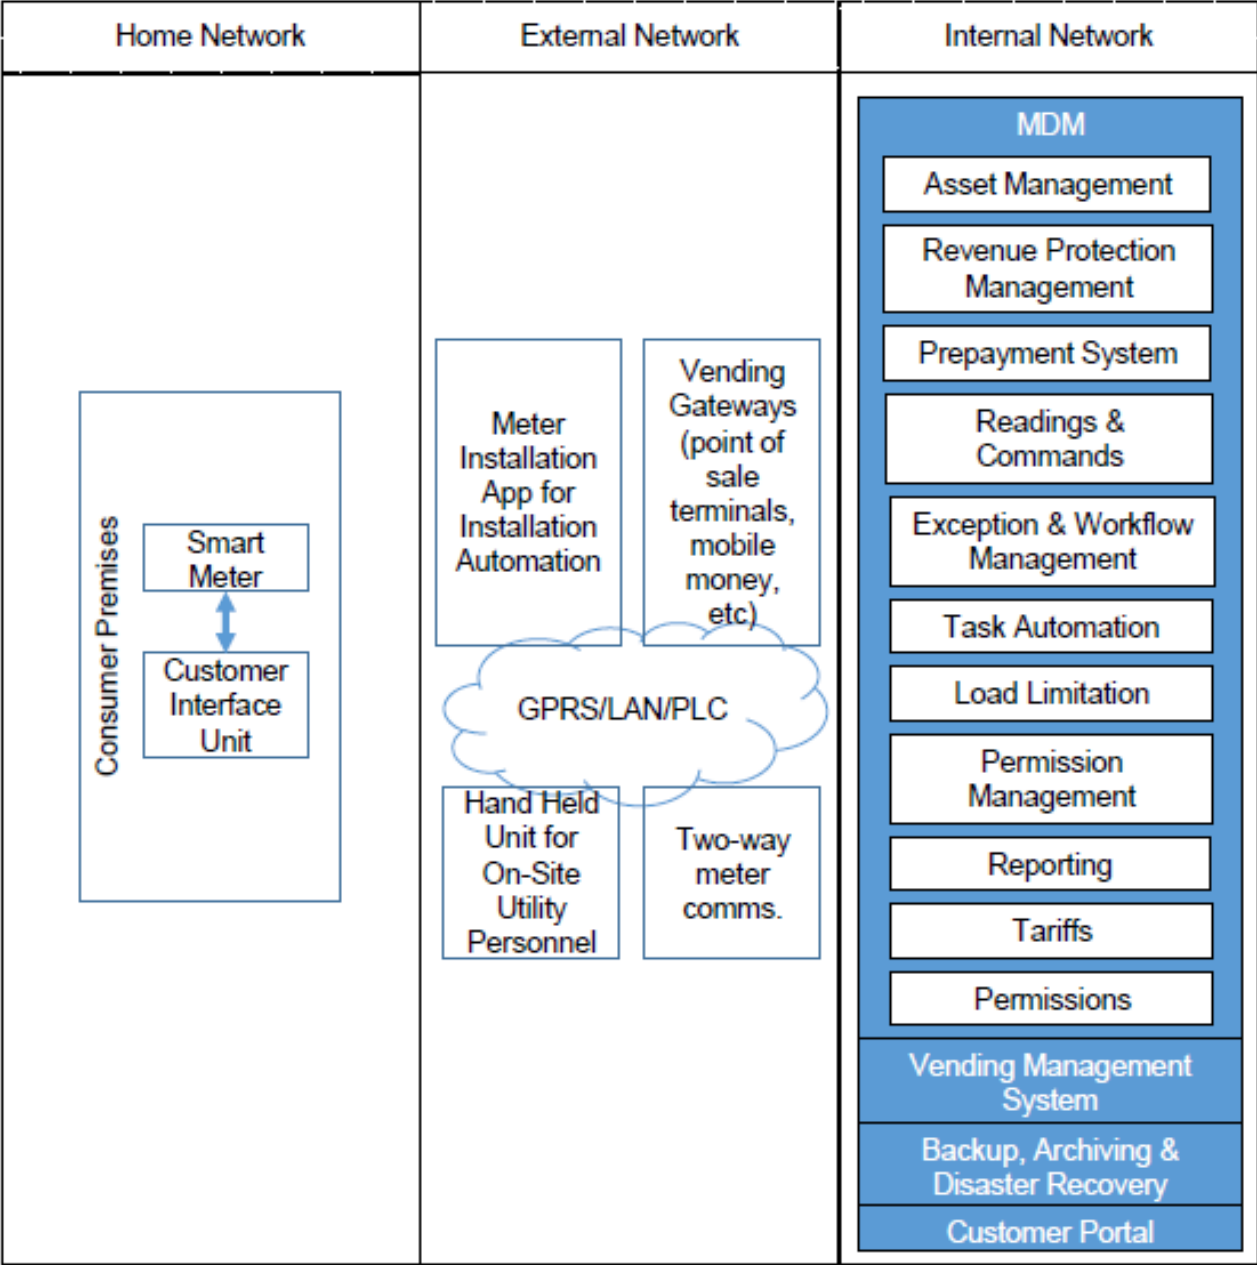 Home Network
External Network
Internal Network
Consumer Premises
Smart
Meter
Customer
Interface
Unit
Meter
Installation
App for
Installation
Automation
Vending
Gateways
(point of
sale
terminals,
mobile
money,
etc)
GPRS/LAN/PLC
Hand Held
Unit for
On-Site
Utility
Personnel
Two-way
meter
comms.
MDM
Asset Management
Revenue Protection
Management
Prepayment System
Readings &
Commands
Exception & Workflow
Management
Task Automation
Load Limitation
Permission
Management
Reporting
Tariffs
Permissions
Vending Management
System
Backup, Archiving &
Disaster Recovery
Customer Portal